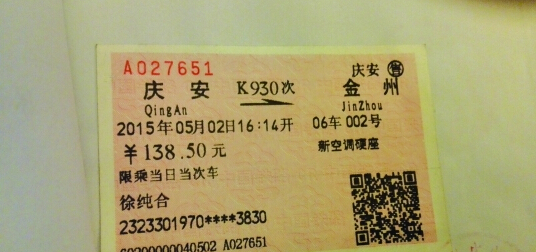 A027651
庆安 售
庆安 K930次 金州
QingAn JinZhou
2015年05月02日16:14开 06车002号
￥138.50元 新空调硬座
限乘当日当次车
徐纯合
2323301970****3830
A027651